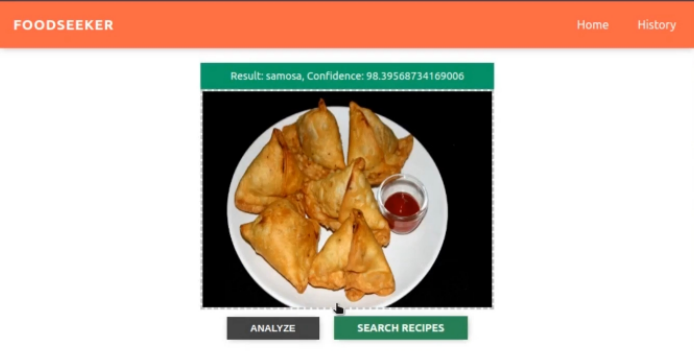 FOODSEEKER
Home History
Result: samosa, Confidence: 98.39568734169006
ANALYZE
SEARCH RECIPES